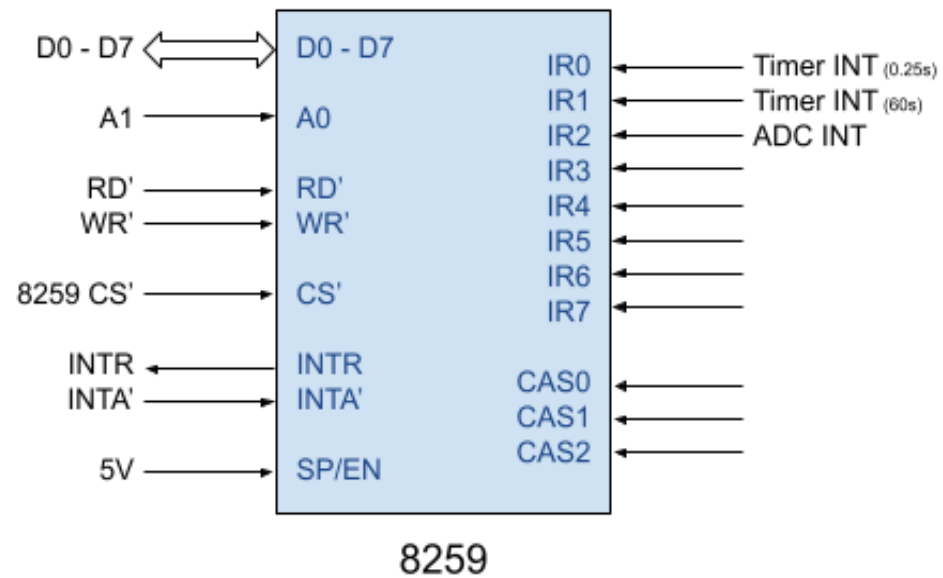 D0 - D7 D0 - D7
IR0 Timer INT (0.25s)
IR1 Timer INT (60s)
A1 A0
IR2 ADC INT
IR3
RD' RD'
IR4
WR' WR'
IR5
IR6
8259 CS' CS'
IR7
INTR INTR
CAS0
INTA' INTA'
CAS1
CAS2
5V SP/EN
8259